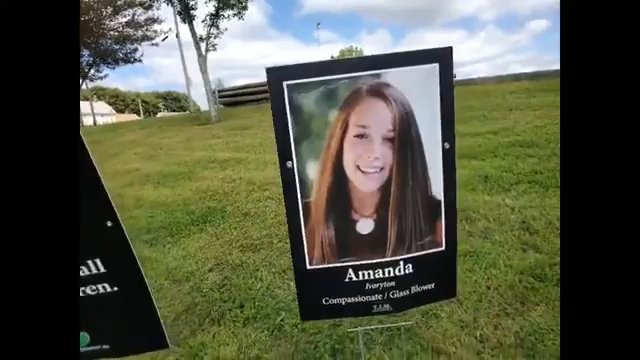 all
ren.
Amanda
Ivoryton
Compassionate / Glass Blower
T.J.M.